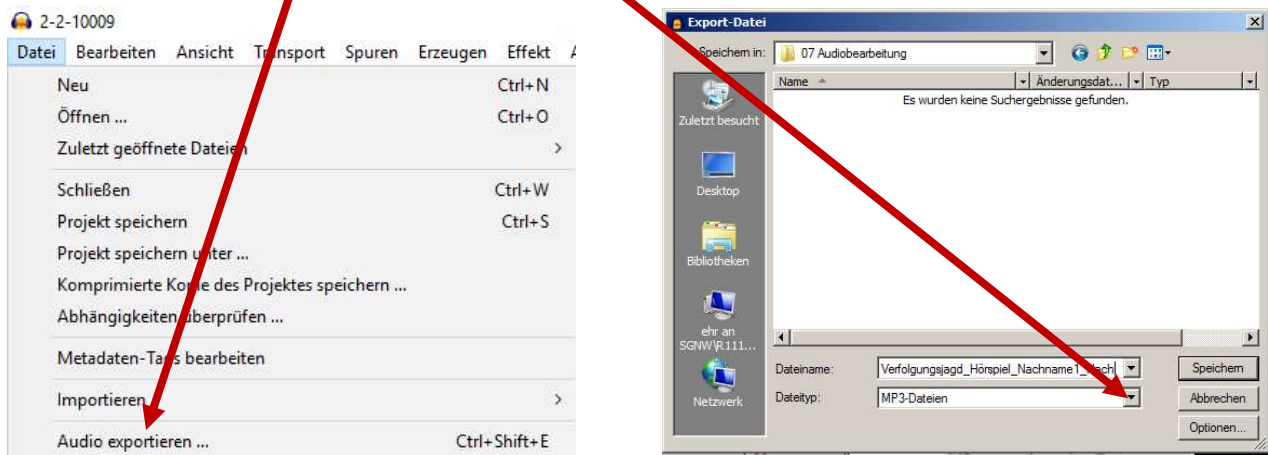 2-2-10009
Datei Bearbeiten Ansicht Transport Spuren Erzeugen Effekt
Neu Ctrl+N
Öffnen ... Ctrl+O
Zuletzt geöffnete Dateien >
Schließen Ctrl+W
Projekt speichern Ctrl+S
Projekt speichern unter ...
Komprimierte Kopie des Projektes speichern ...
Abhängigkeiten überprüfen ...
Metadaten-Tags bearbeiten
Importieren >
Audio exportieren ... Ctrl+Shift+E
Export-Datei
Speichern in: 07 Audiobearbeitung
Name Änderungsdat... Typ
Es wurden keine Suchergebnisse gefunden.
Zuletzt besucht
Desktop
Bibliotheken
ehr an
SGNW\R111...
Netzwerk
Dateiname: Verfolgungsjagd_Hörspiel_Nachname1_Nach
Speichern
Dateityp: MP3-Dateien
Abbrechen
Optionen...